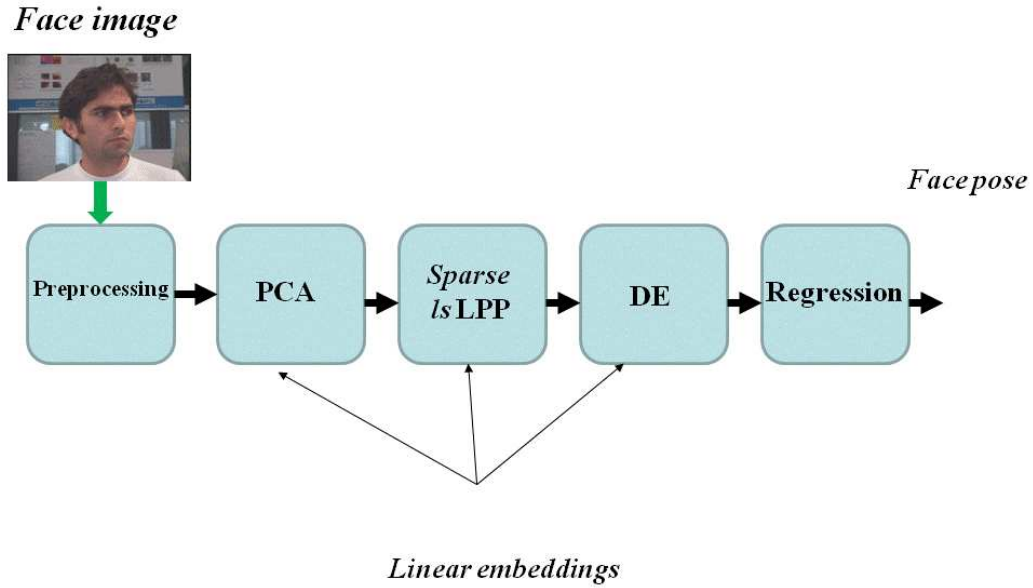 Face image
Face pose
Preprocessing
PCA
Sparse
ls LPP
DE
Regression
Linear embeddings